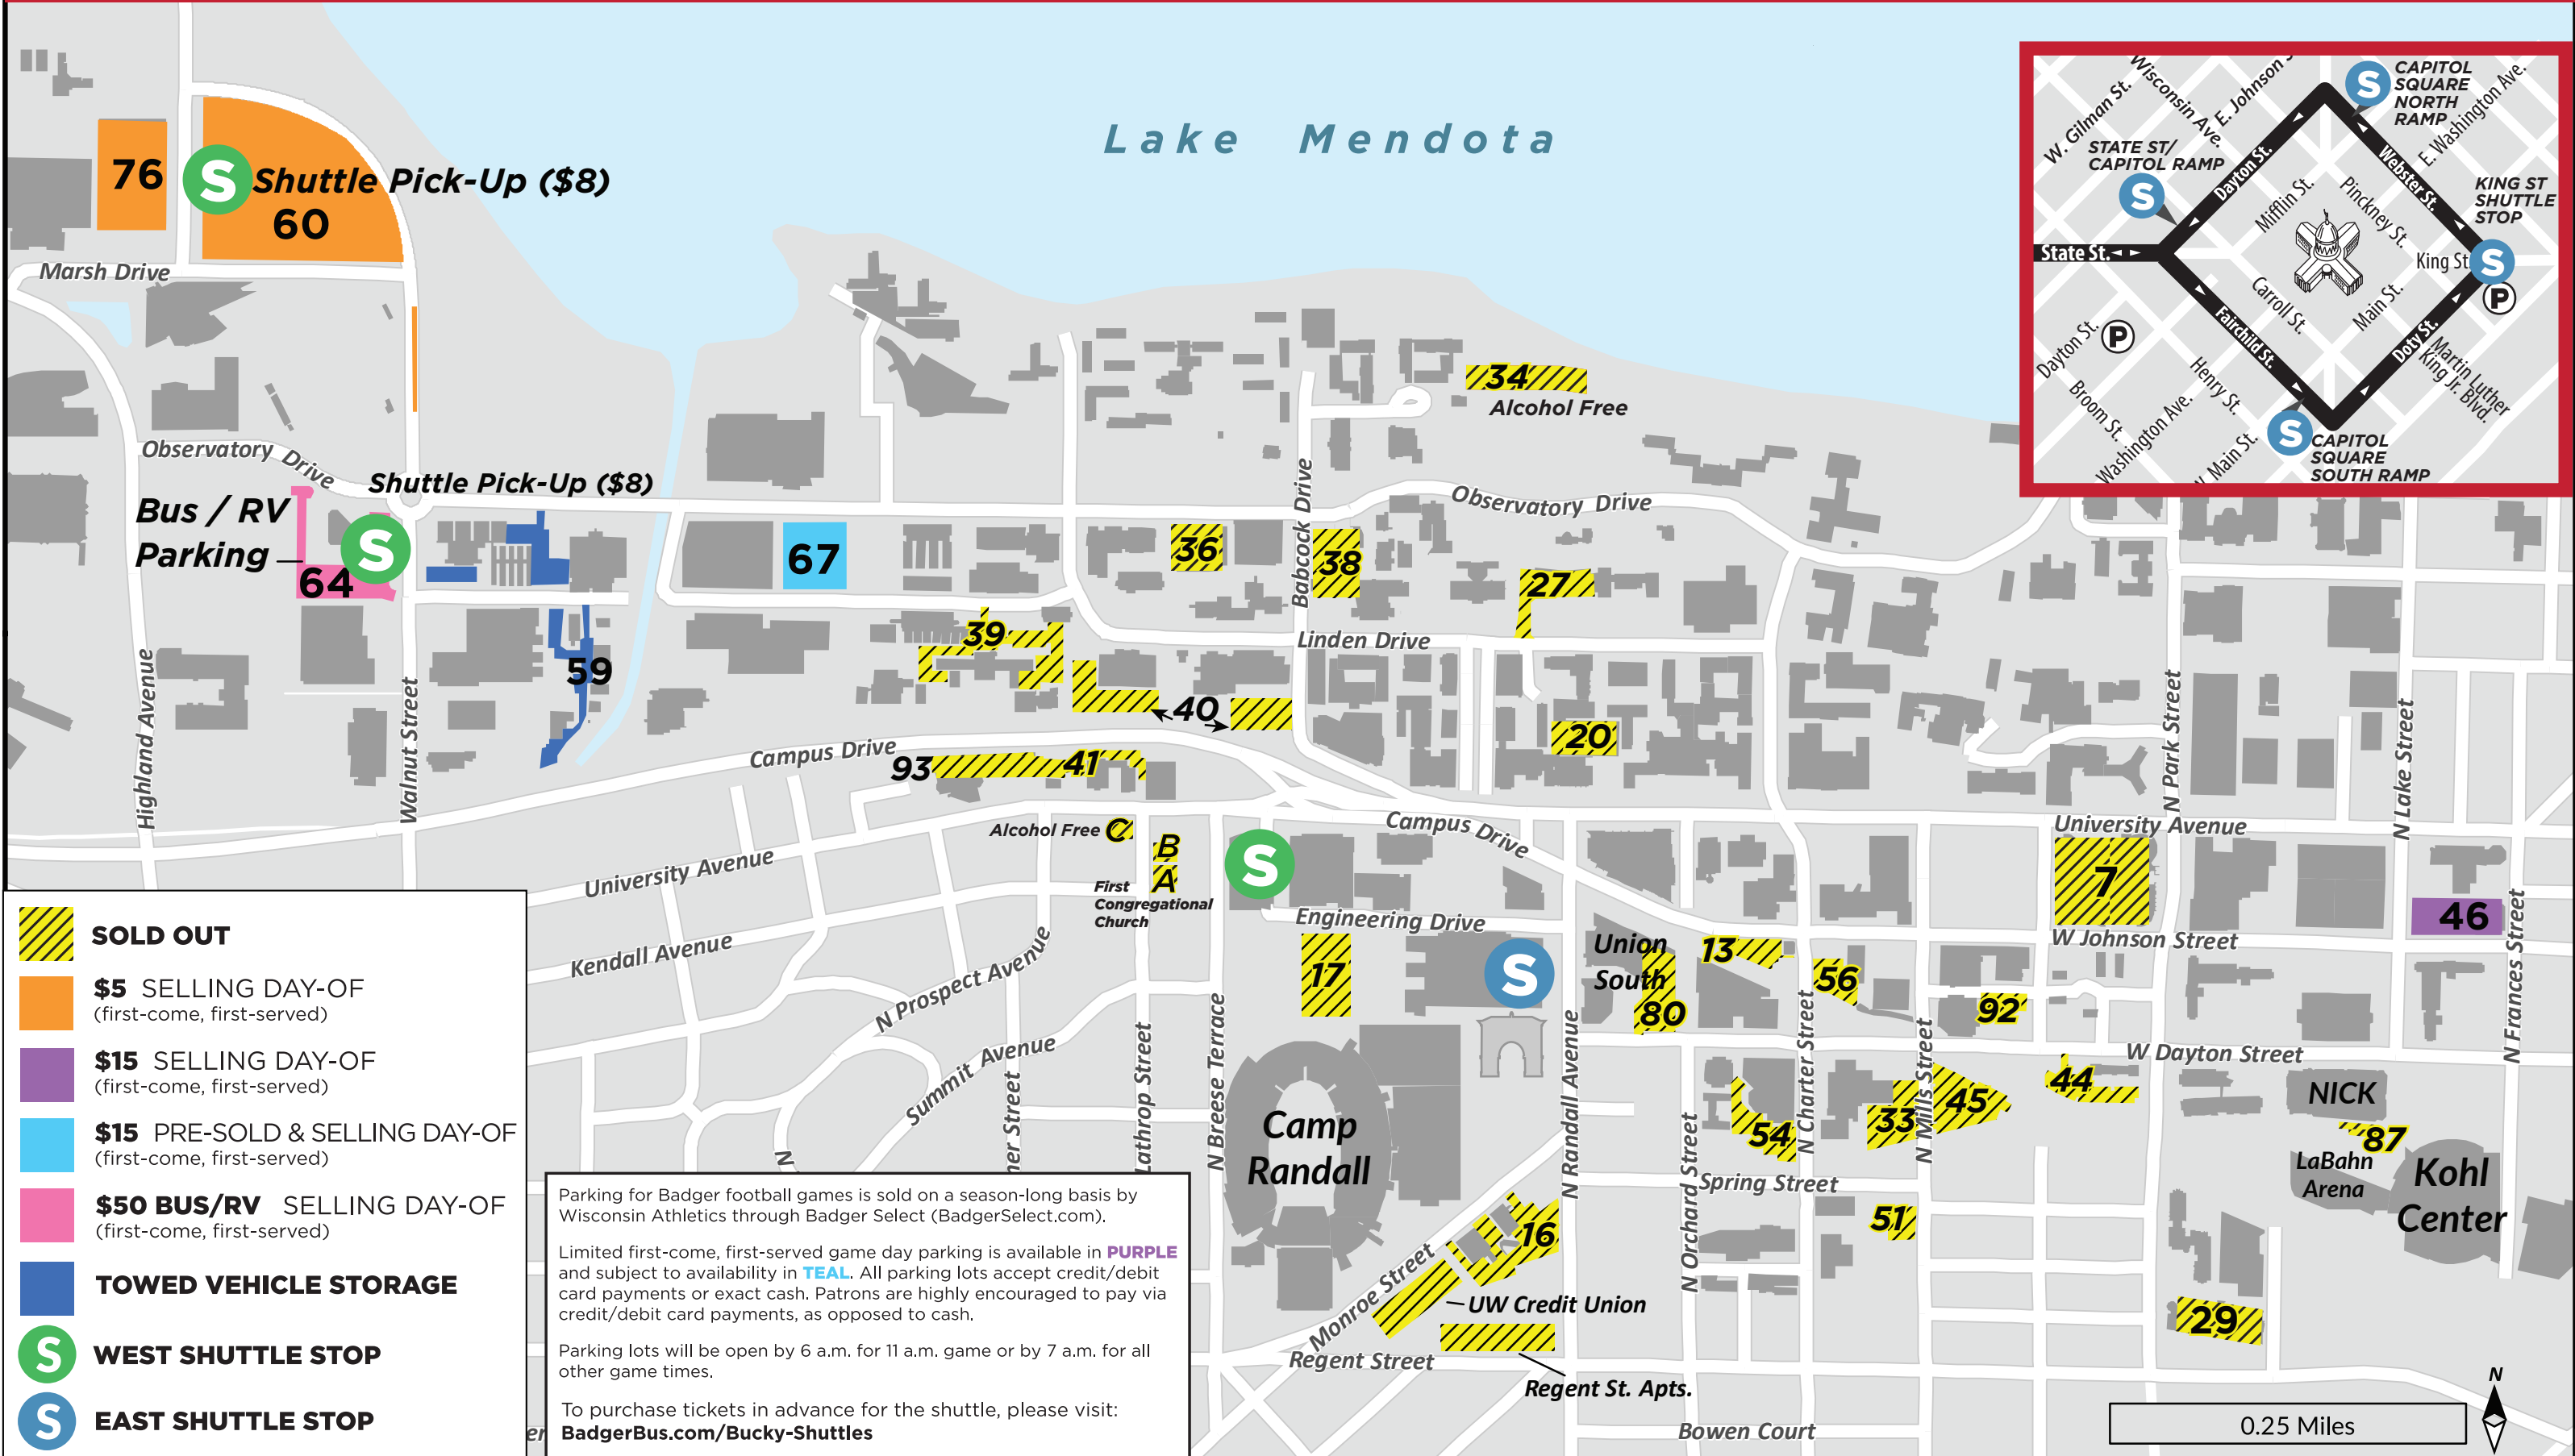 Lake Mendota
76
S
Shuttle Pick-Up ($8)
60
Marsh Drive
Observatory Drive
Shuttle Pick-Up ($8)
Bus / RV
Parking
S
64
59
67
Highland Avenue
Walnut Street
34
Alcohol Free
36
38
27
Babcock Drive
Observatory Drive
Linden Drive
39
40
20
Campus Drive
93
41
Alcohol Free C
B
A
First
Congregational
Church
S
University Avenue
Kendall Avenue
N Prospect Avenue
Summit Avenue
N
ner Street
Lathrop Street
N Breese Terrace
Campus Drive
Engineering Drive
17
S
Union
South
80
13
56
92
7
46
University Avenue
W Johnson Street
W Dayton Street
N Park Street
N Lake Street
N Frances Street
N Randall Avenue
N Orchard Street
N Charter Street
N Mills Street
Camp
Randall
54
33
45
44
NICK
87
LaBahn
Arena
Kohl
Center
Spring Street
51
16
Monroe Street
UW Credit Union
Regent Street
Regent St. Apts.
29
Bowen Court
er
N
0.25 Miles
CAPITOL
SQUARE
NORTH
RAMP
S
STATE ST/
CAPITOL RAMP
S
KING ST
SHUTTLE
STOP
S
P
CAPITOL
SQUARE
SOUTH RAMP
S
P
W. Gilman St.
Wisconsin Ave.
E. Johnson S
E. Washington Ave.
Dayton St.
Webster St.
Mifflin St.
Pinckney St.
King St
State St.
Carroll St.
Main St.
Fairchild St.
Doty St.
Martin Luther
King Jr. Blvd.
Dayton St.
Broom St.
Henry St.
Washington Ave.
Main St.
SOLD OUT
$5 SELLING DAY-OF
(first-come, first-served)
$15 SELLING DAY-OF
(first-come, first-served)
$15 PRE-SOLD & SELLING DAY-OF
(first-come, first-served)
$50 BUS/RV SELLING DAY-OF
(first-come, first-served)
TOWED VEHICLE STORAGE
S WEST SHUTTLE STOP
S EAST SHUTTLE STOP
Parking for Badger football games is sold on a season-long basis by
Wisconsin Athletics through Badger Select (BadgerSelect.com).
Limited first-come, first-served game day parking is available in PURPLE
and subject to availability in TEAL. All parking lots accept credit/debit
card payments or exact cash. Patrons are highly encouraged to pay via
credit/debit card payments, as opposed to cash.
Parking lots will be open by 6 a.m. for 11 a.m. game or by 7 a.m. for all
other game times.
To purchase tickets in advance for the shuttle, please visit:
BadgerBus.com/Bucky-Shuttles